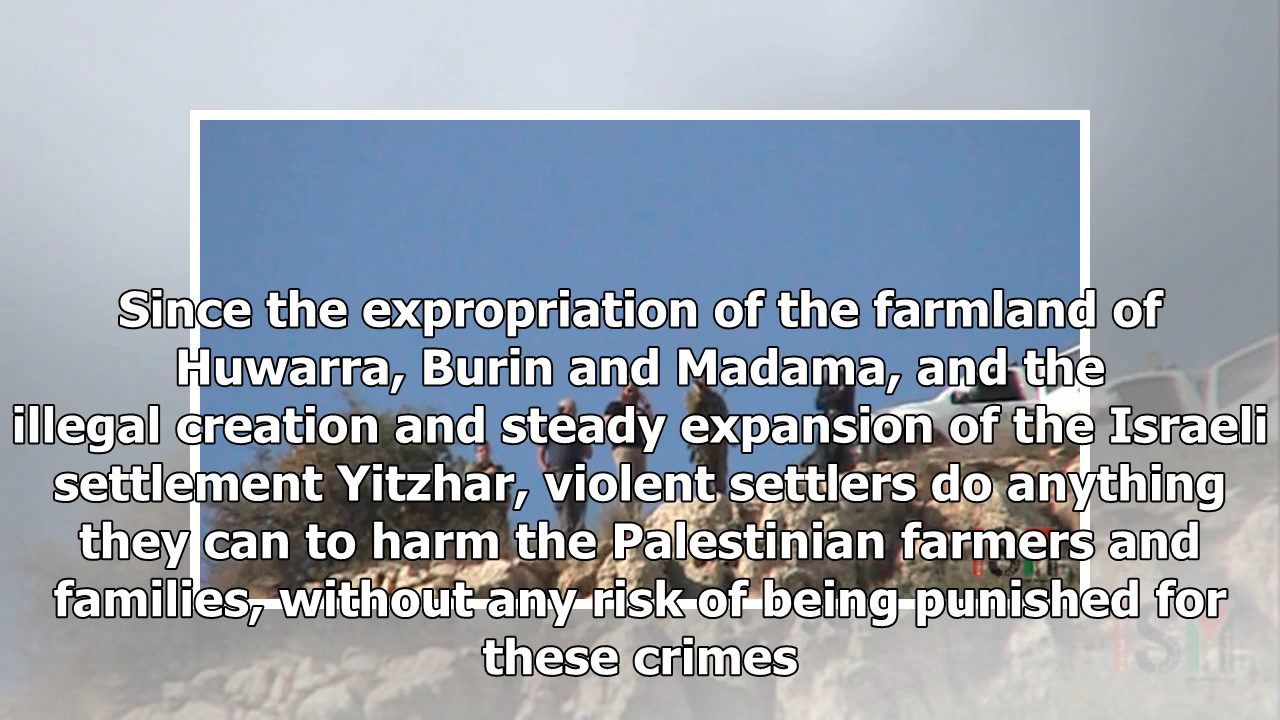 Since the expropriation of the farmland of
Huwarra, Burin and Madama, and the
illegal creation and steady expansion of the Israeli
settlement Yitzhar, violent settlers do anything
they can to harm the Palestinian farmers and
families, without any risk of being punished for
these crimes
ISM